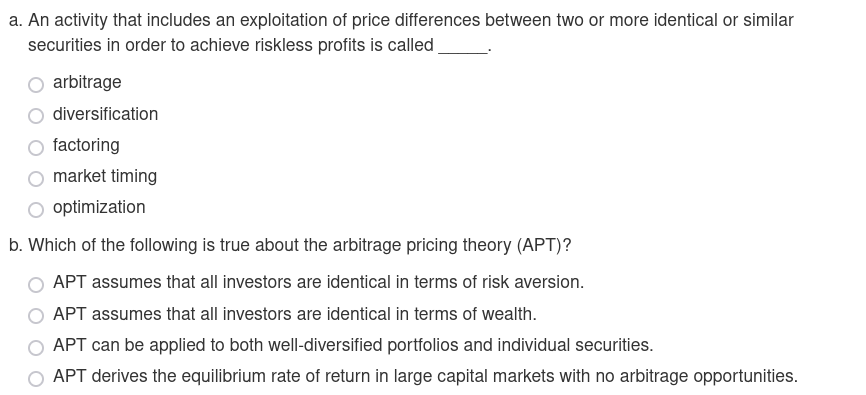 a. An activity that includes an exploitation of price differences between two or more identical or similar
securities in order to achieve riskless profits is called _____.
arbitrage
diversification
factoring
market timing
optimization
b. Which of the following is true about the arbitrage pricing theory (APT)?
APT assumes that all investors are identical in terms of risk aversion.
APT assumes that all investors are identical in terms of wealth.
APT can be applied to both well-diversified portfolios and individual securities.
APT derives the equilibrium rate of return in large capital markets with no arbitrage opportunities.